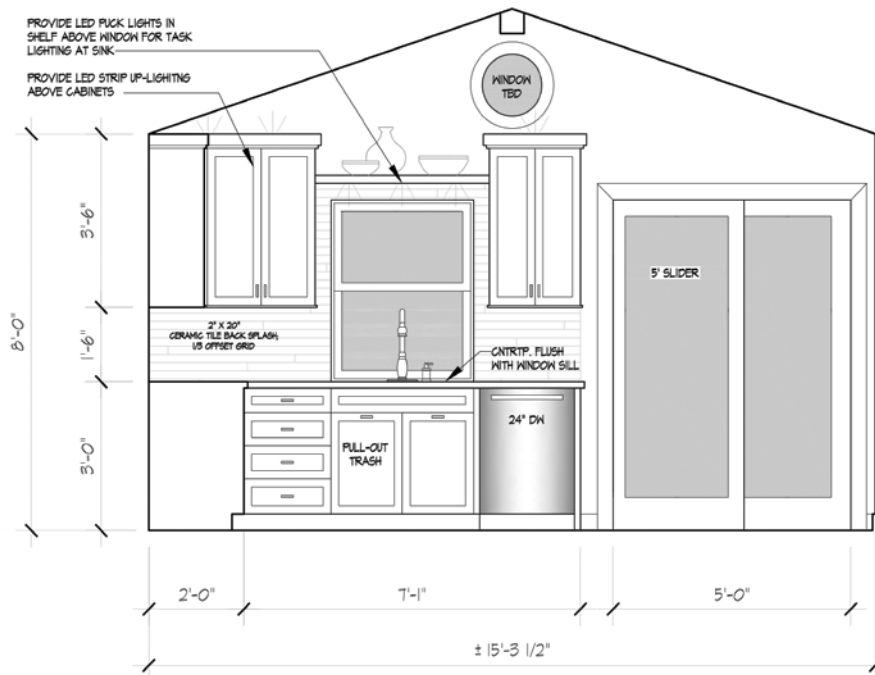 PROVIDE LED PUCK LIGHTS IN
SHELF ABOVE WINDOW FOR TASK
LIGHTING AT SINK
PROVIDE LED STRIP UP-LIGHITNG
ABOVE CABINETS
WINDOW
TBD
3'-6"
8'-0"
5' SLIDER
2" X 20"
CERAMIC TILE BACK SPLASH,
1/3 OFFSET GRID
1'-6"
CNTRTP. FLUSH
WITH WINDOW SILL
24" DW
PULL-OUT
TRASH
3'-0"
2'-0"
7'-1"
5'-0"
± 15'-3 1/2"